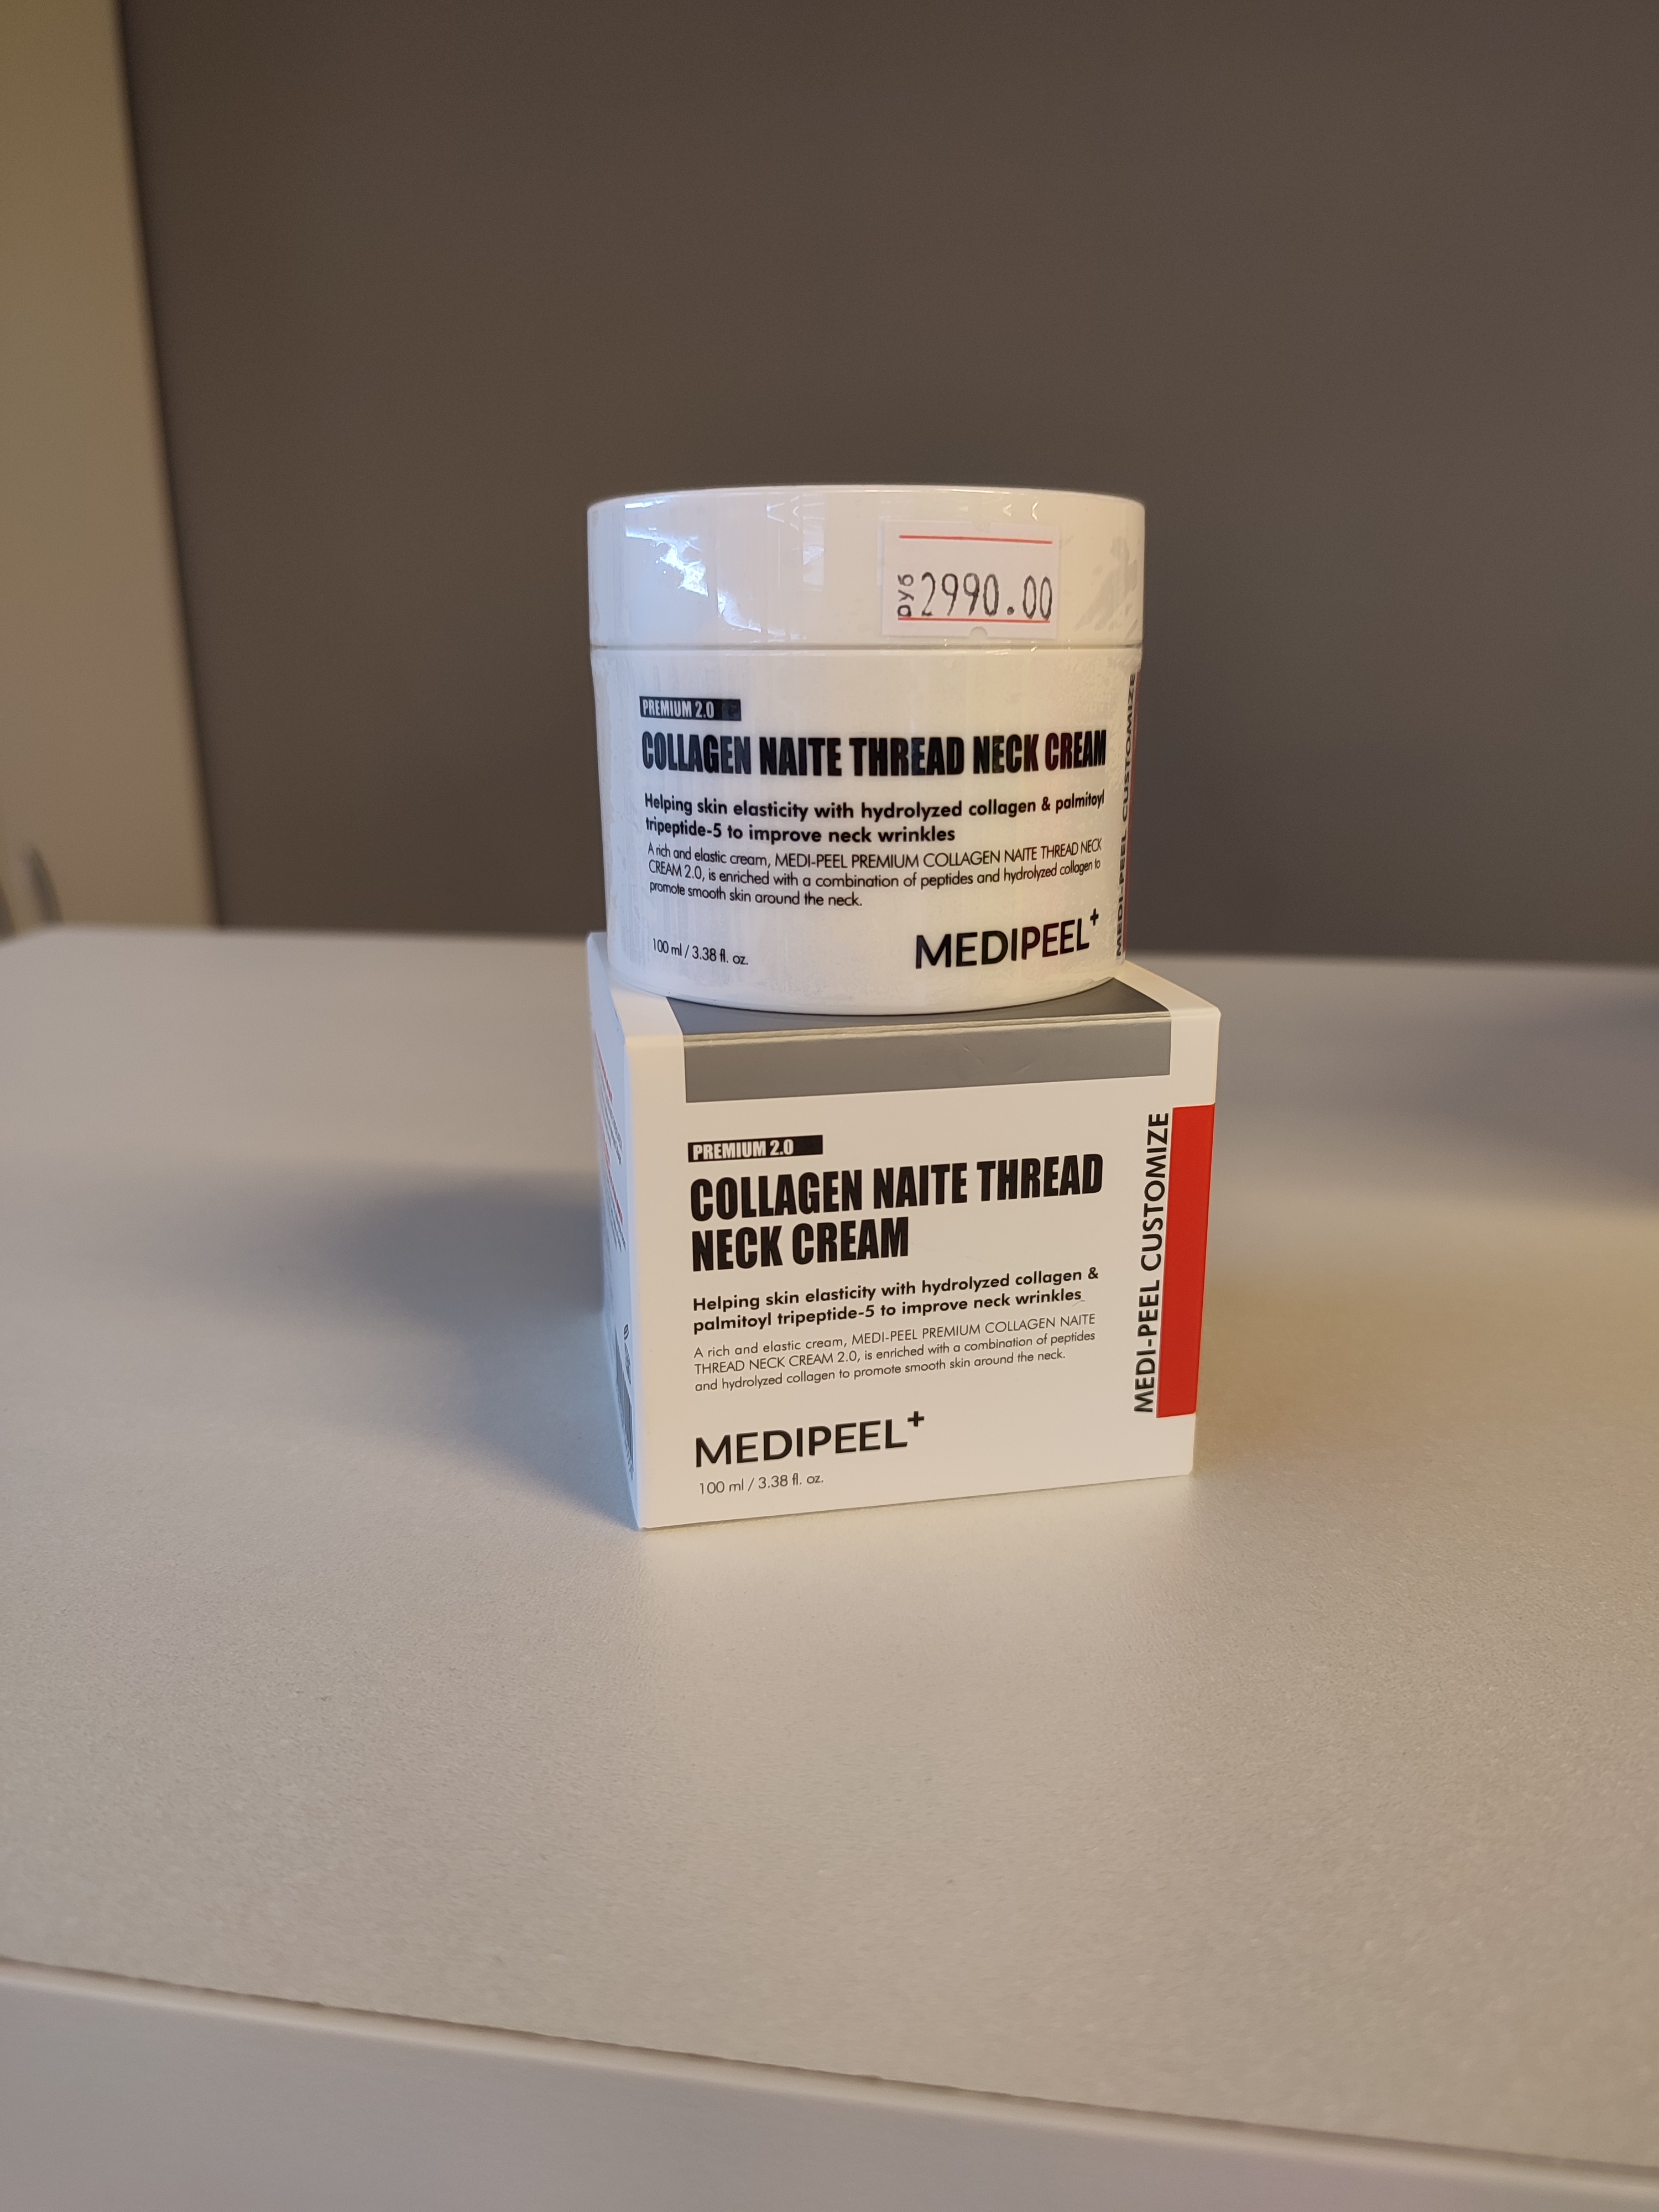 руб 2990.00
PREMIUM 2.0
COLLAGEN NAITE THREAD NECK CREAM
Helping skin elasticity with hydrolyzed collagen & palmitoyl
tripeptide-5 to improve neck wrinkles
A rich and elastic cream, MEDI-PEEL PREMIUM COLLAGEN NAITE THREAD NECK
CREAM 2.0, is enriched with a combination of peptides and hydrolyzed collagen to
promote smooth skin around the neck.
100 ml / 3.38 fl. oz.
MEDIPEEL+
MEDI-PEEL CUSTOMIZE
PREMIUM 2.0
COLLAGEN NAITE THREAD
NECK CREAM
Helping skin elasticity with hydrolyzed collagen &
palmitoyl tripeptide-5 to improve neck wrinkles
A rich and elastic cream, MEDI-PEEL PREMIUM COLLAGEN NAITE
THREAD NECK CREAM 2.0, is enriched with a combination of peptides
and hydrolyzed collagen to promote smooth skin around the neck.
MEDIPEEL+
100 ml / 3.38 fl. oz.
MEDI-PEEL CUSTOMIZE